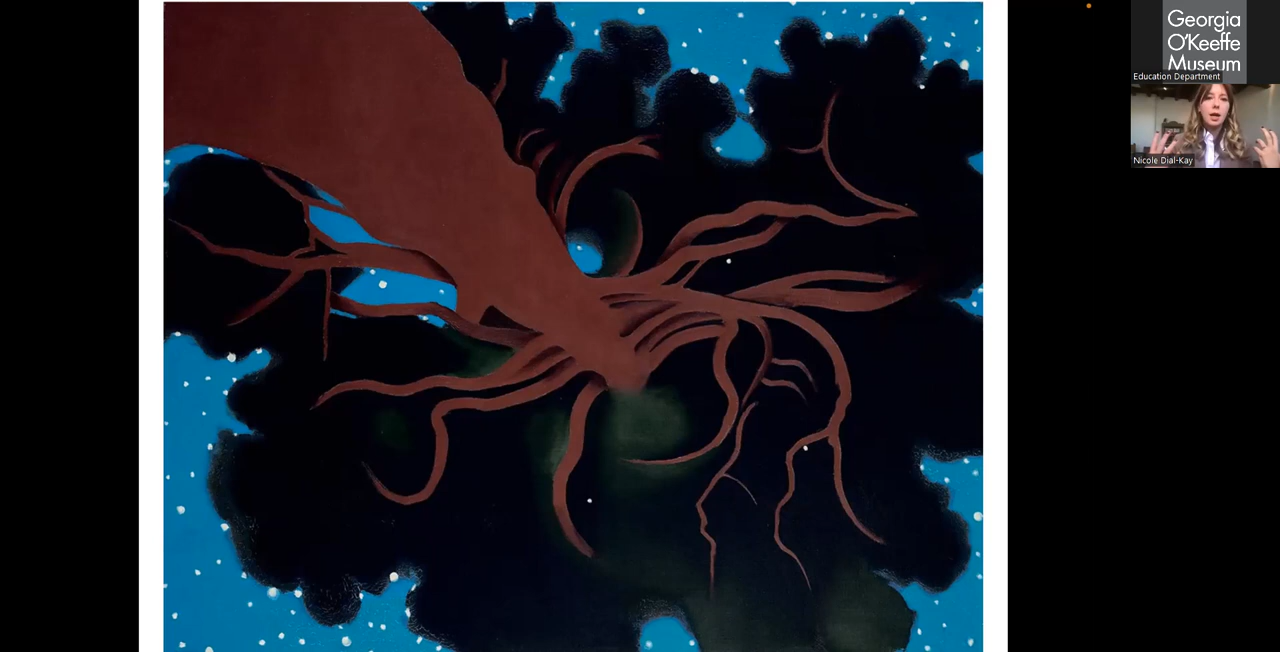 Georgia
O'Keeffe
Museum
Education Department
Nicole Dial-Kay